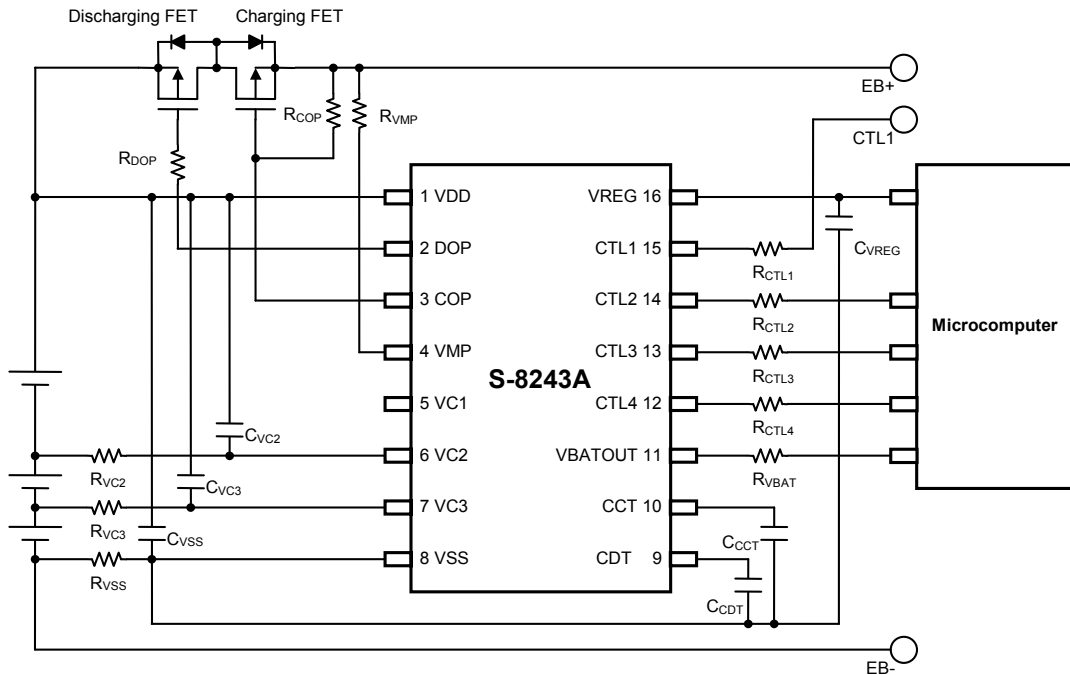 Discharging FET
Charging FET
EB+
RCOP
RVMP
CTL1
RDOP
1 VDD
VREG 16
2 DOP
CTL1 15
CVREG
RCTL1
3 COP
CTL2 14
Microcomputer
RCTL2
4 VMP
CTL3 13
S-8243A
RCTL3
5 VC1
CTL4 12
RCTL4
CVC2
6 VC2
VBATOUT 11
RVC2
CVC3
RVBAT
7 VC3
CCT 10
RVC3
CVSS
CCCT
8 VSS
CDT 9
RVSS
CCDT
EB-